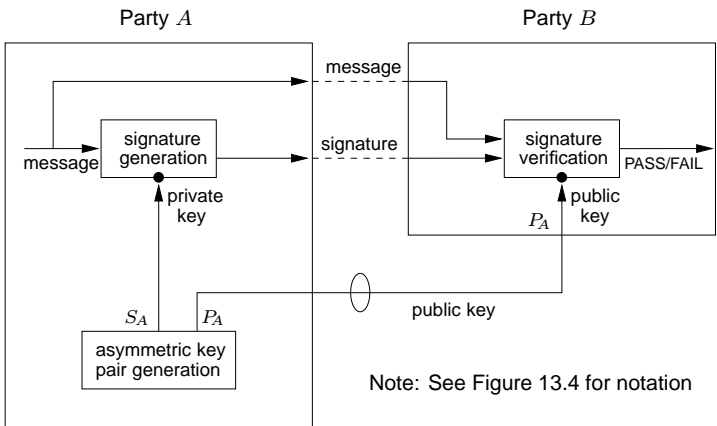 Party A
Party B
message
signature
generation
message
signature
signature
verification
PASS/FAIL
private
key
public
key
P_A
S_A
P_A
public key
asymmetric key
pair generation
Note: See Figure 13.4 for notation